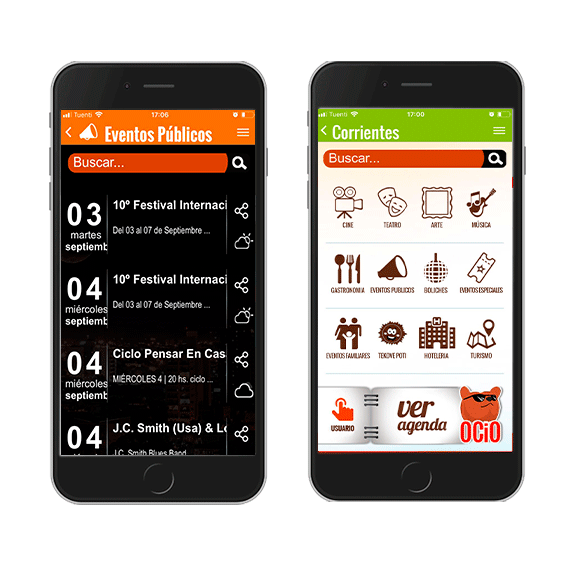 Tuenti
17:06
Eventos Públicos
Buscar...
03
martes
septiemb
10º Festival Internaci
Del 03 al 07 de Septiembre ...
04
miércoles
septiemb
10º Festival Internaci
Del 03 al 07 de Septiembre ...
04
miércoles
septiemb
Ciclo Pensar En Cas
MIÉRCOLES 4 | 20 hs. ciclo ...
04
J.C. Smith (Usa) & Lo
J.C. Smith Blues Band
Tuenti
17:00
Corrientes
Buscar...
CINE
TEATRO
ARTE
MÚSICA
GASTRONOMIA
EVENTOS PUBLICOS
BOLICHES
EVENTOS ESPECIALES
EVENTOS FAMILIARES
TEKOVE POTI
HOTELERIA
TURISMO
USUARIO
ver
agenda
OCiO